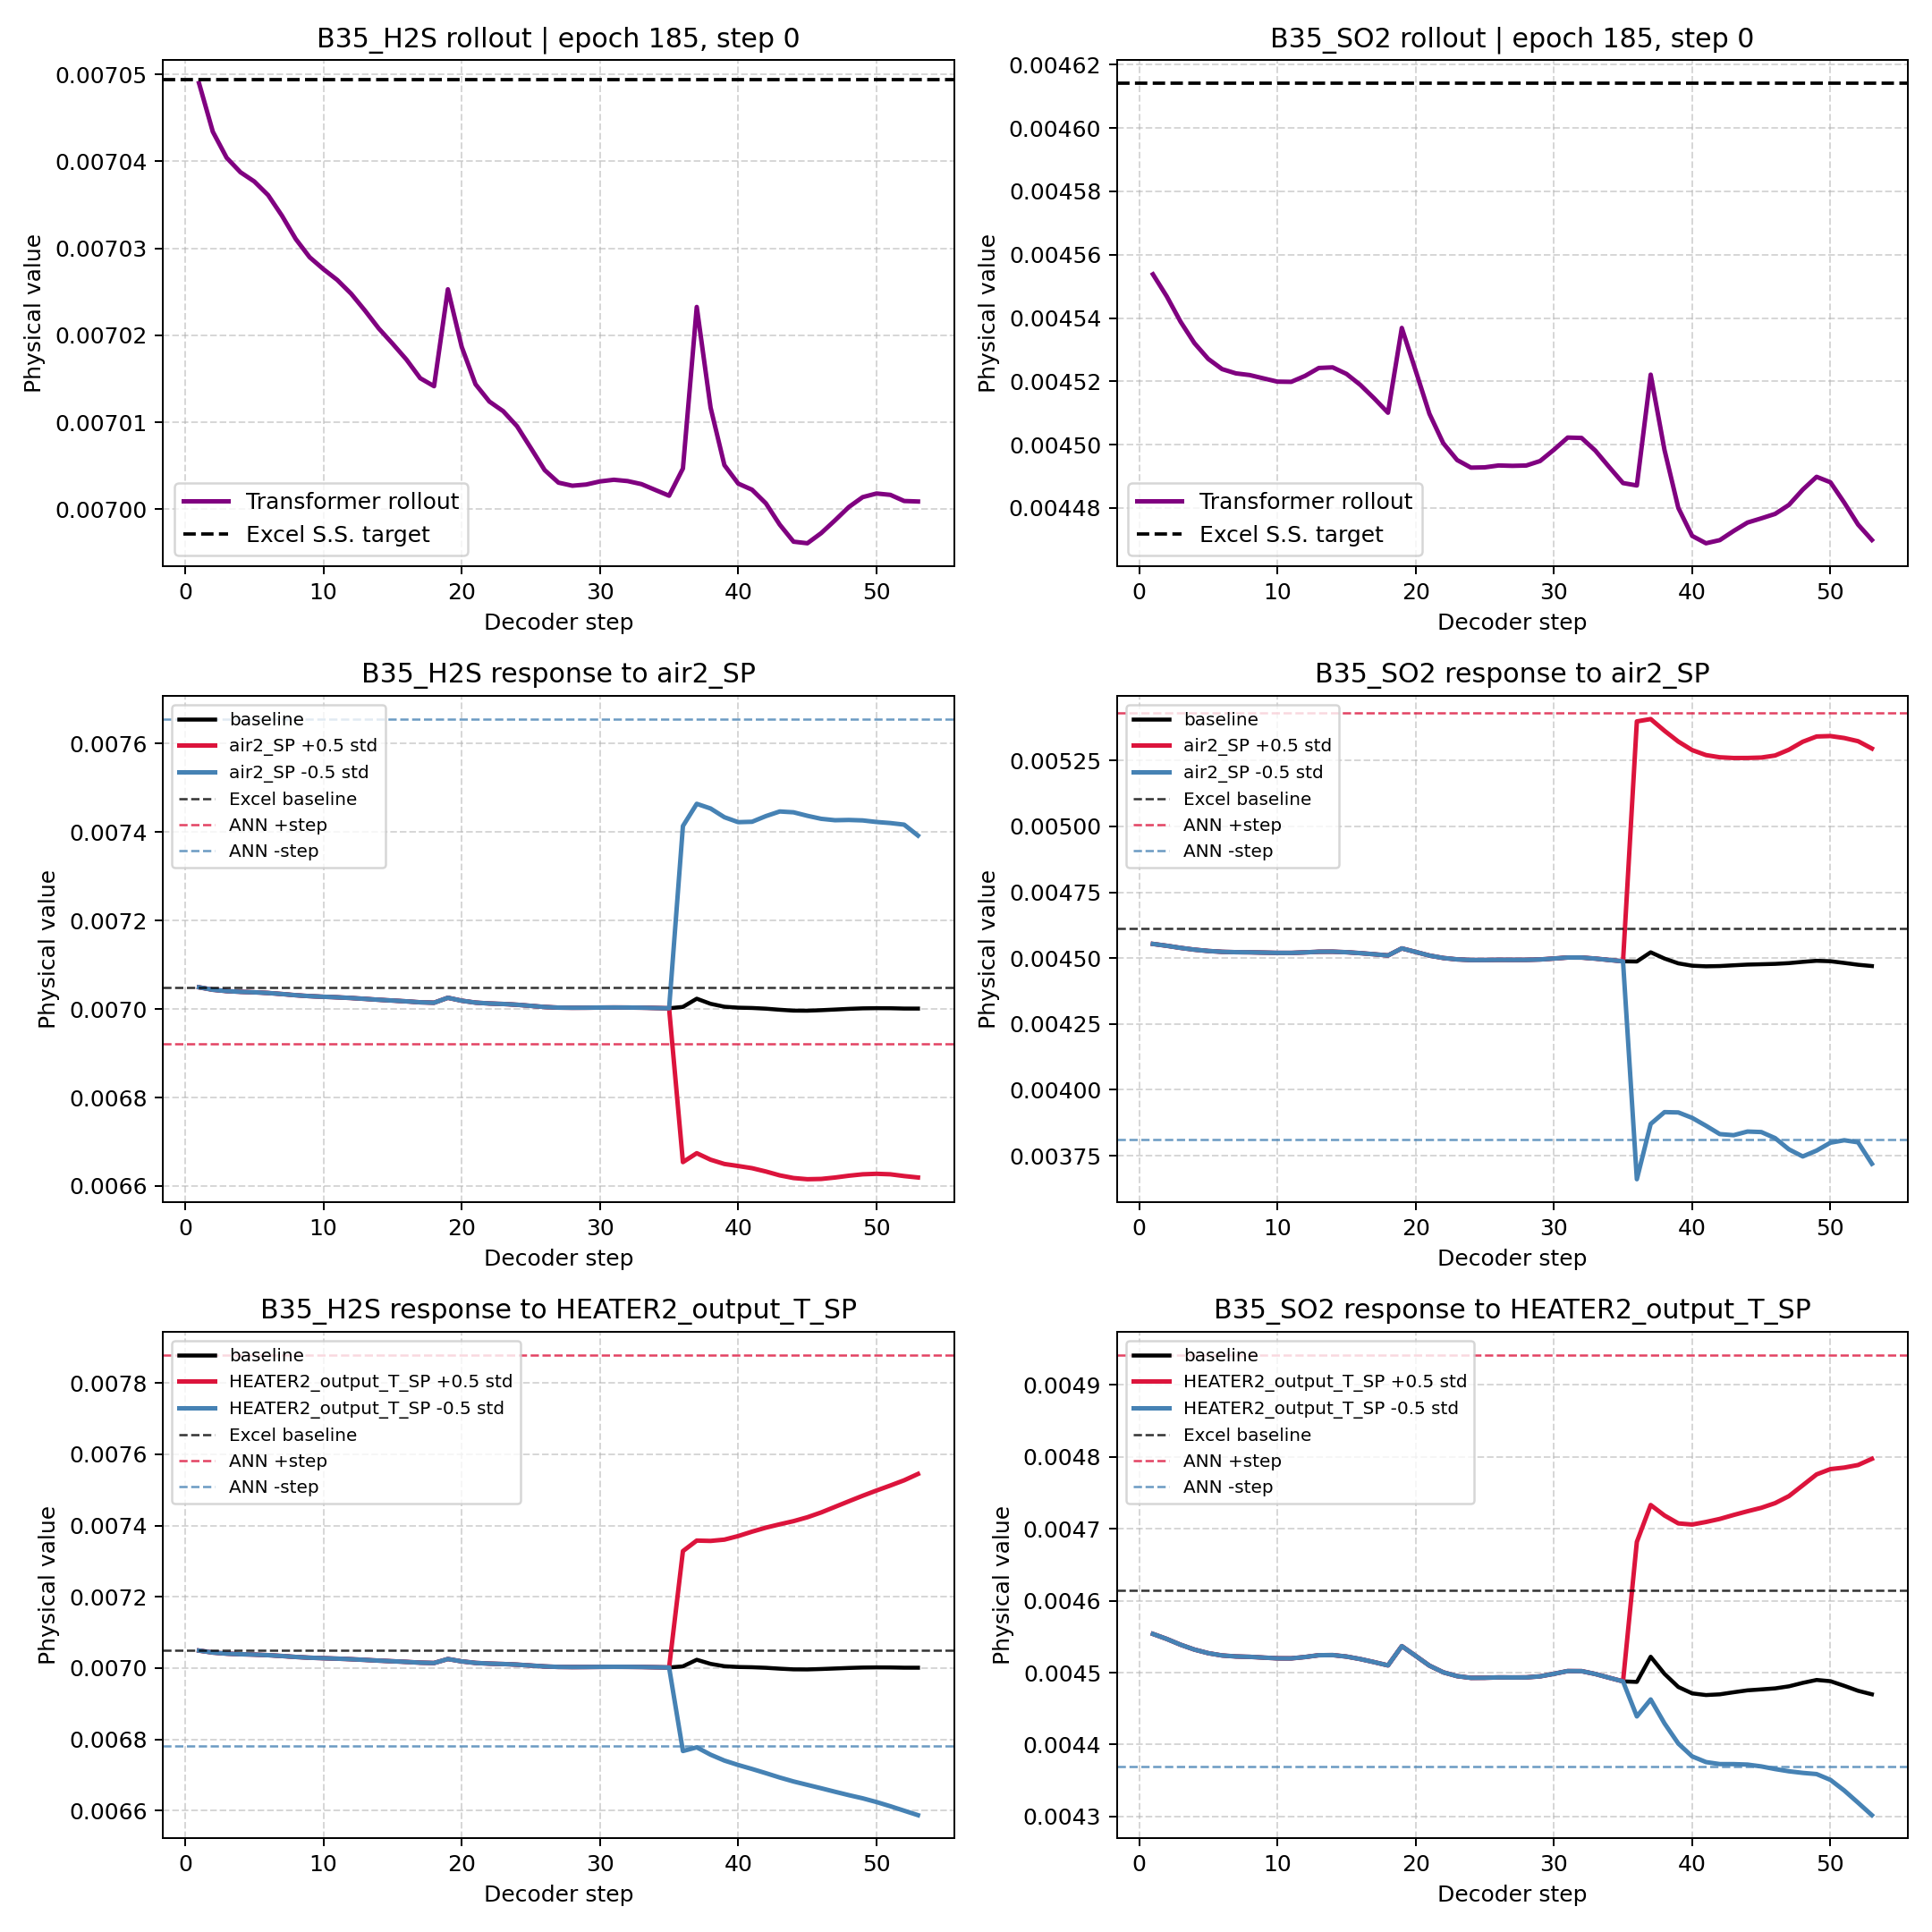 B35_H2S rollout | epoch 185, step 0
Physical value
0.00705
0.00704
0.00703
0.00702
0.00701
0.00700
Transformer rollout
Excel S.S. target
0 10 20 30 40 50
Decoder step
B35_SO2 rollout | epoch 185, step 0
Physical value
0.00462
0.00460
0.00458
0.00456
0.00454
0.00452
0.00450
0.00448
Transformer rollout
Excel S.S. target
0 10 20 30 40 50
Decoder step
B35_H2S response to air2_SP
Physical value
0.0076
0.0074
0.0072
0.0070
0.0068
0.0066
baseline
air2_SP +0.5 std
air2_SP -0.5 std
Excel baseline
ANN +step
ANN -step
0 10 20 30 40 50
Decoder step
B35_SO2 response to air2_SP
Physical value
0.00525
0.00500
0.00475
0.00450
0.00425
0.00400
0.00375
baseline
air2_SP +0.5 std
air2_SP -0.5 std
Excel baseline
ANN +step
ANN -step
0 10 20 30 40 50
Decoder step
B35_H2S response to HEATER2_output_T_SP
Physical value
0.0078
0.0076
0.0074
0.0072
0.0070
0.0068
0.0066
baseline
HEATER2_output_T_SP +0.5 std
HEATER2_output_T_SP -0.5 std
Excel baseline
ANN +step
ANN -step
0 10 20 30 40 50
Decoder step
B35_SO2 response to HEATER2_output_T_SP
Physical value
0.0049
0.0048
0.0047
0.0046
0.0045
0.0044
0.0043
baseline
HEATER2_output_T_SP +0.5 std
HEATER2_output_T_SP -0.5 std
Excel baseline
ANN +step
ANN -step
0 10 20 30 40 50
Decoder step